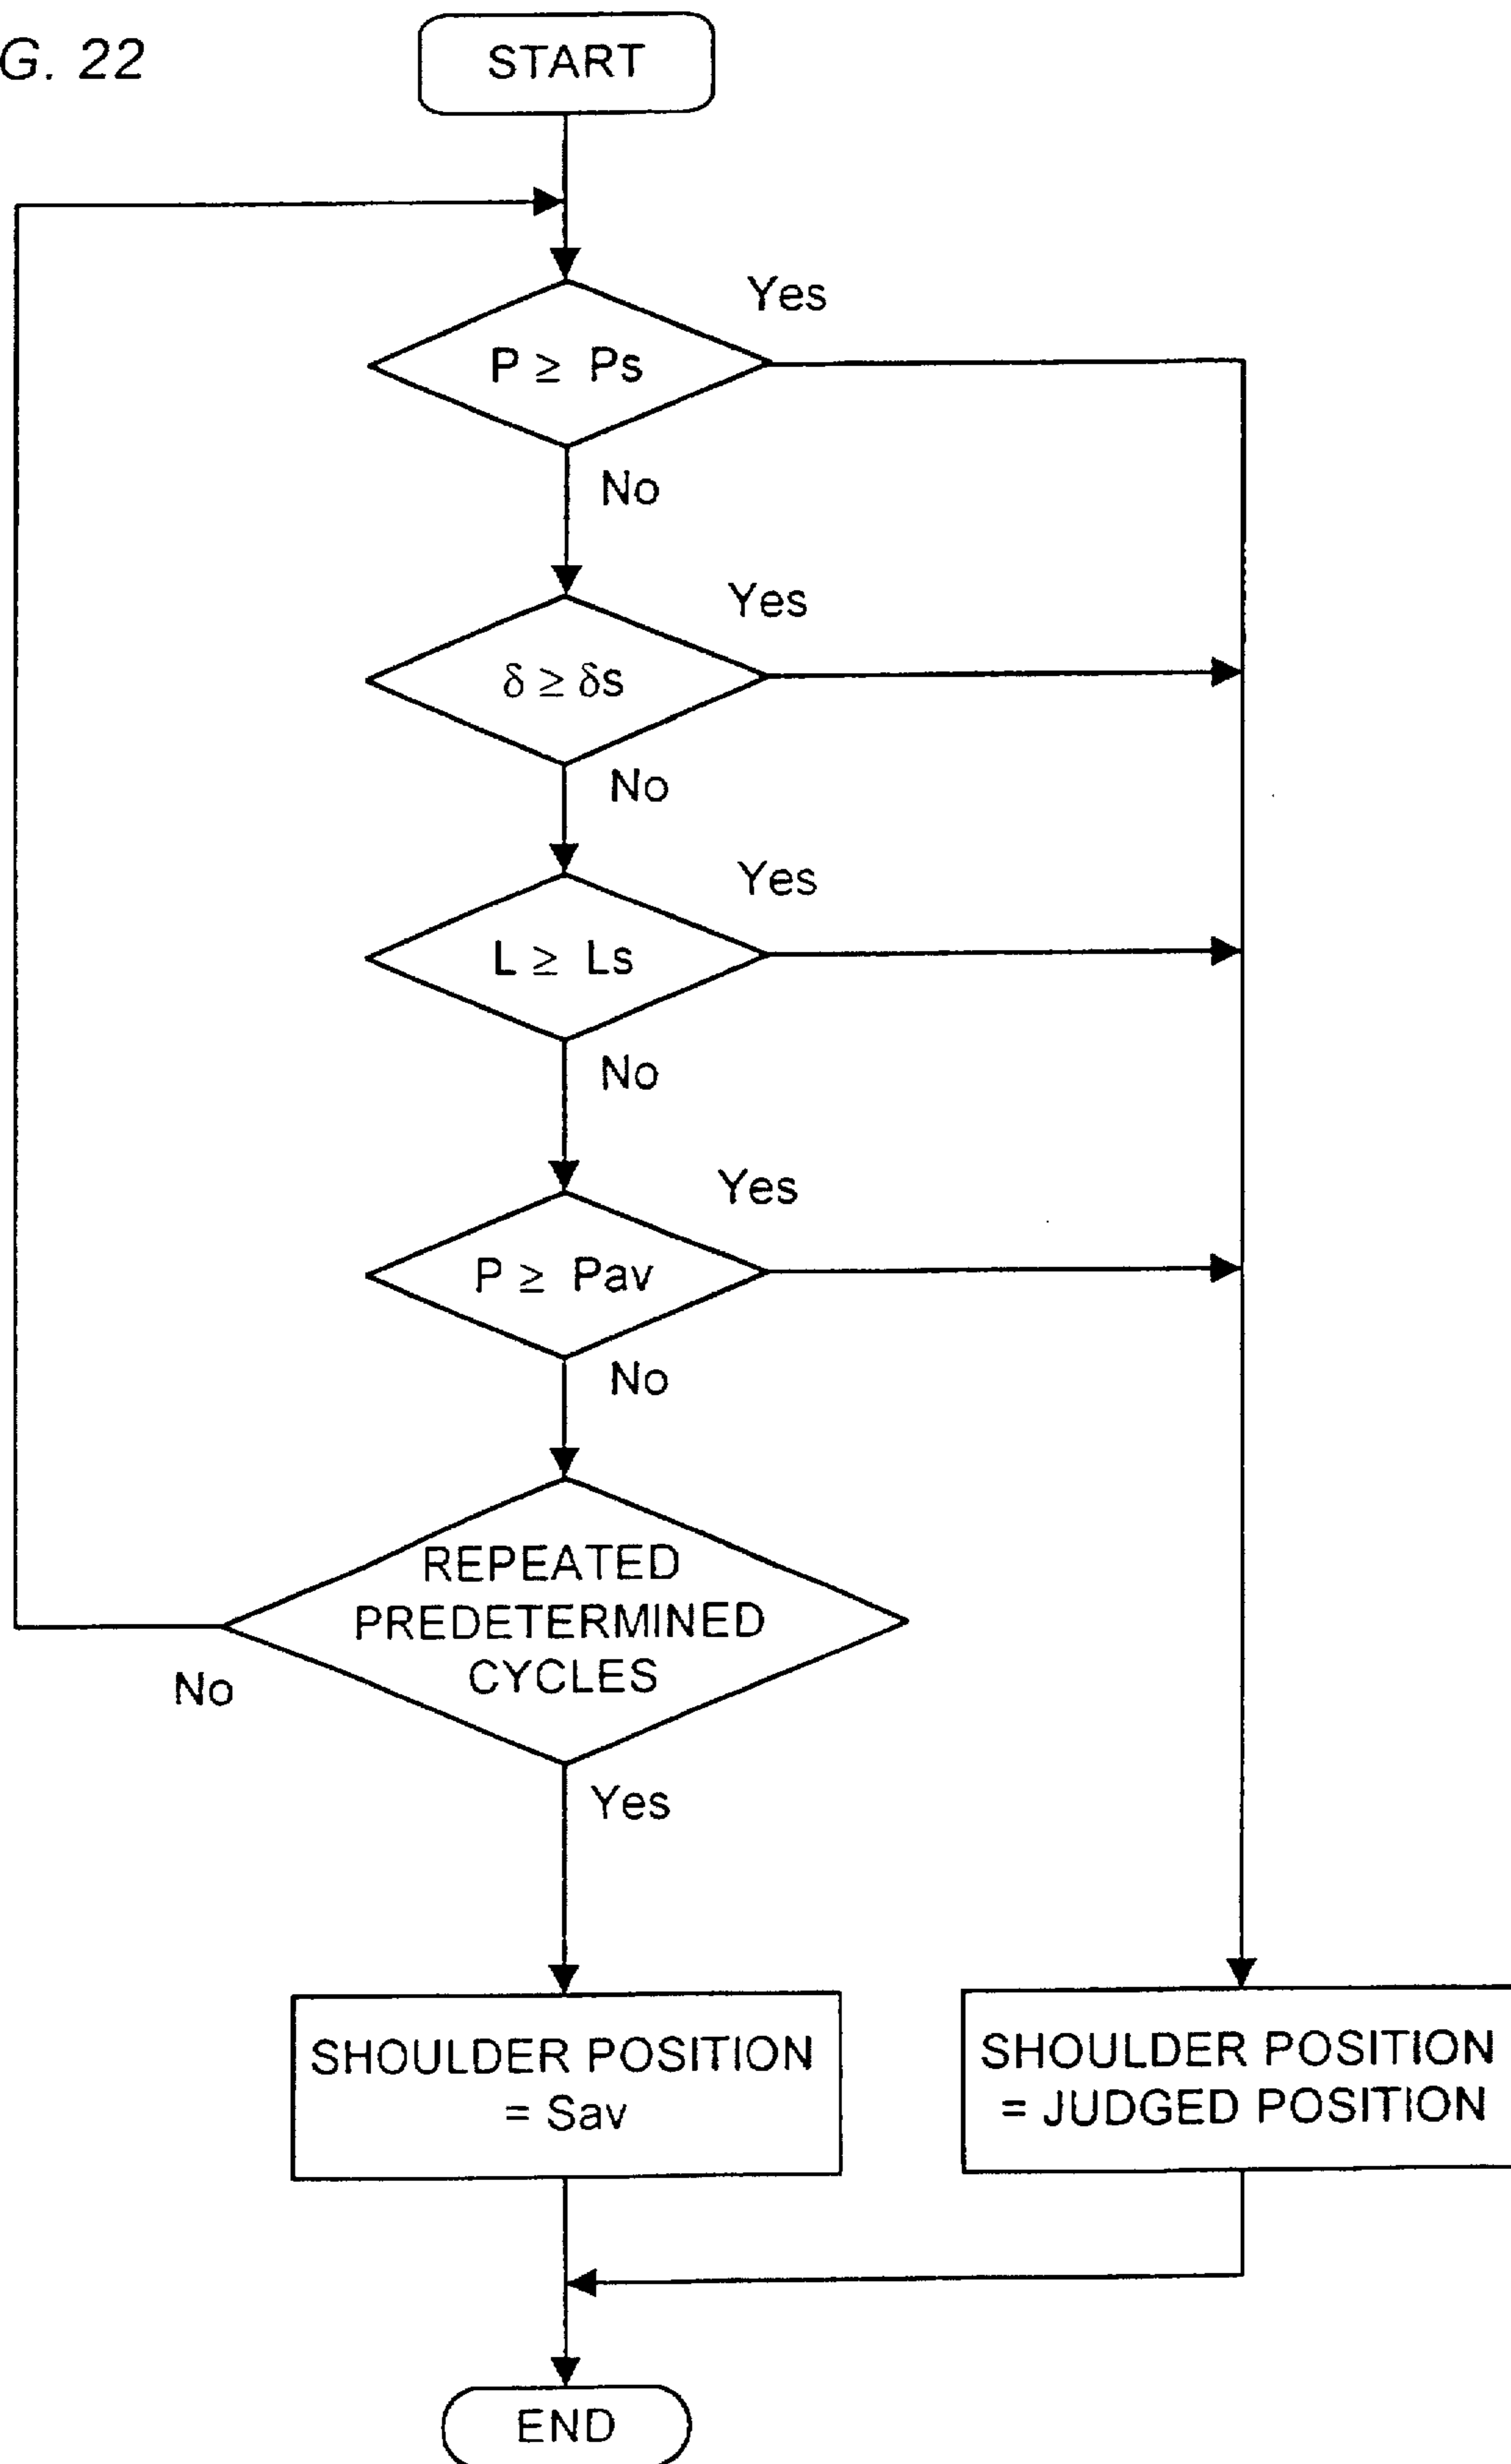 G. 22
START
P ≥ Ps
Yes
No
δ ≥ δs
Yes
No
L ≥ Ls
Yes
No
P ≥ Pav
Yes
No
REPEATED
PREDETERMINED
CYCLES
No
Yes
SHOULDER POSITION
= Sav
SHOULDER POSITION
= JUDGED POSITION
END